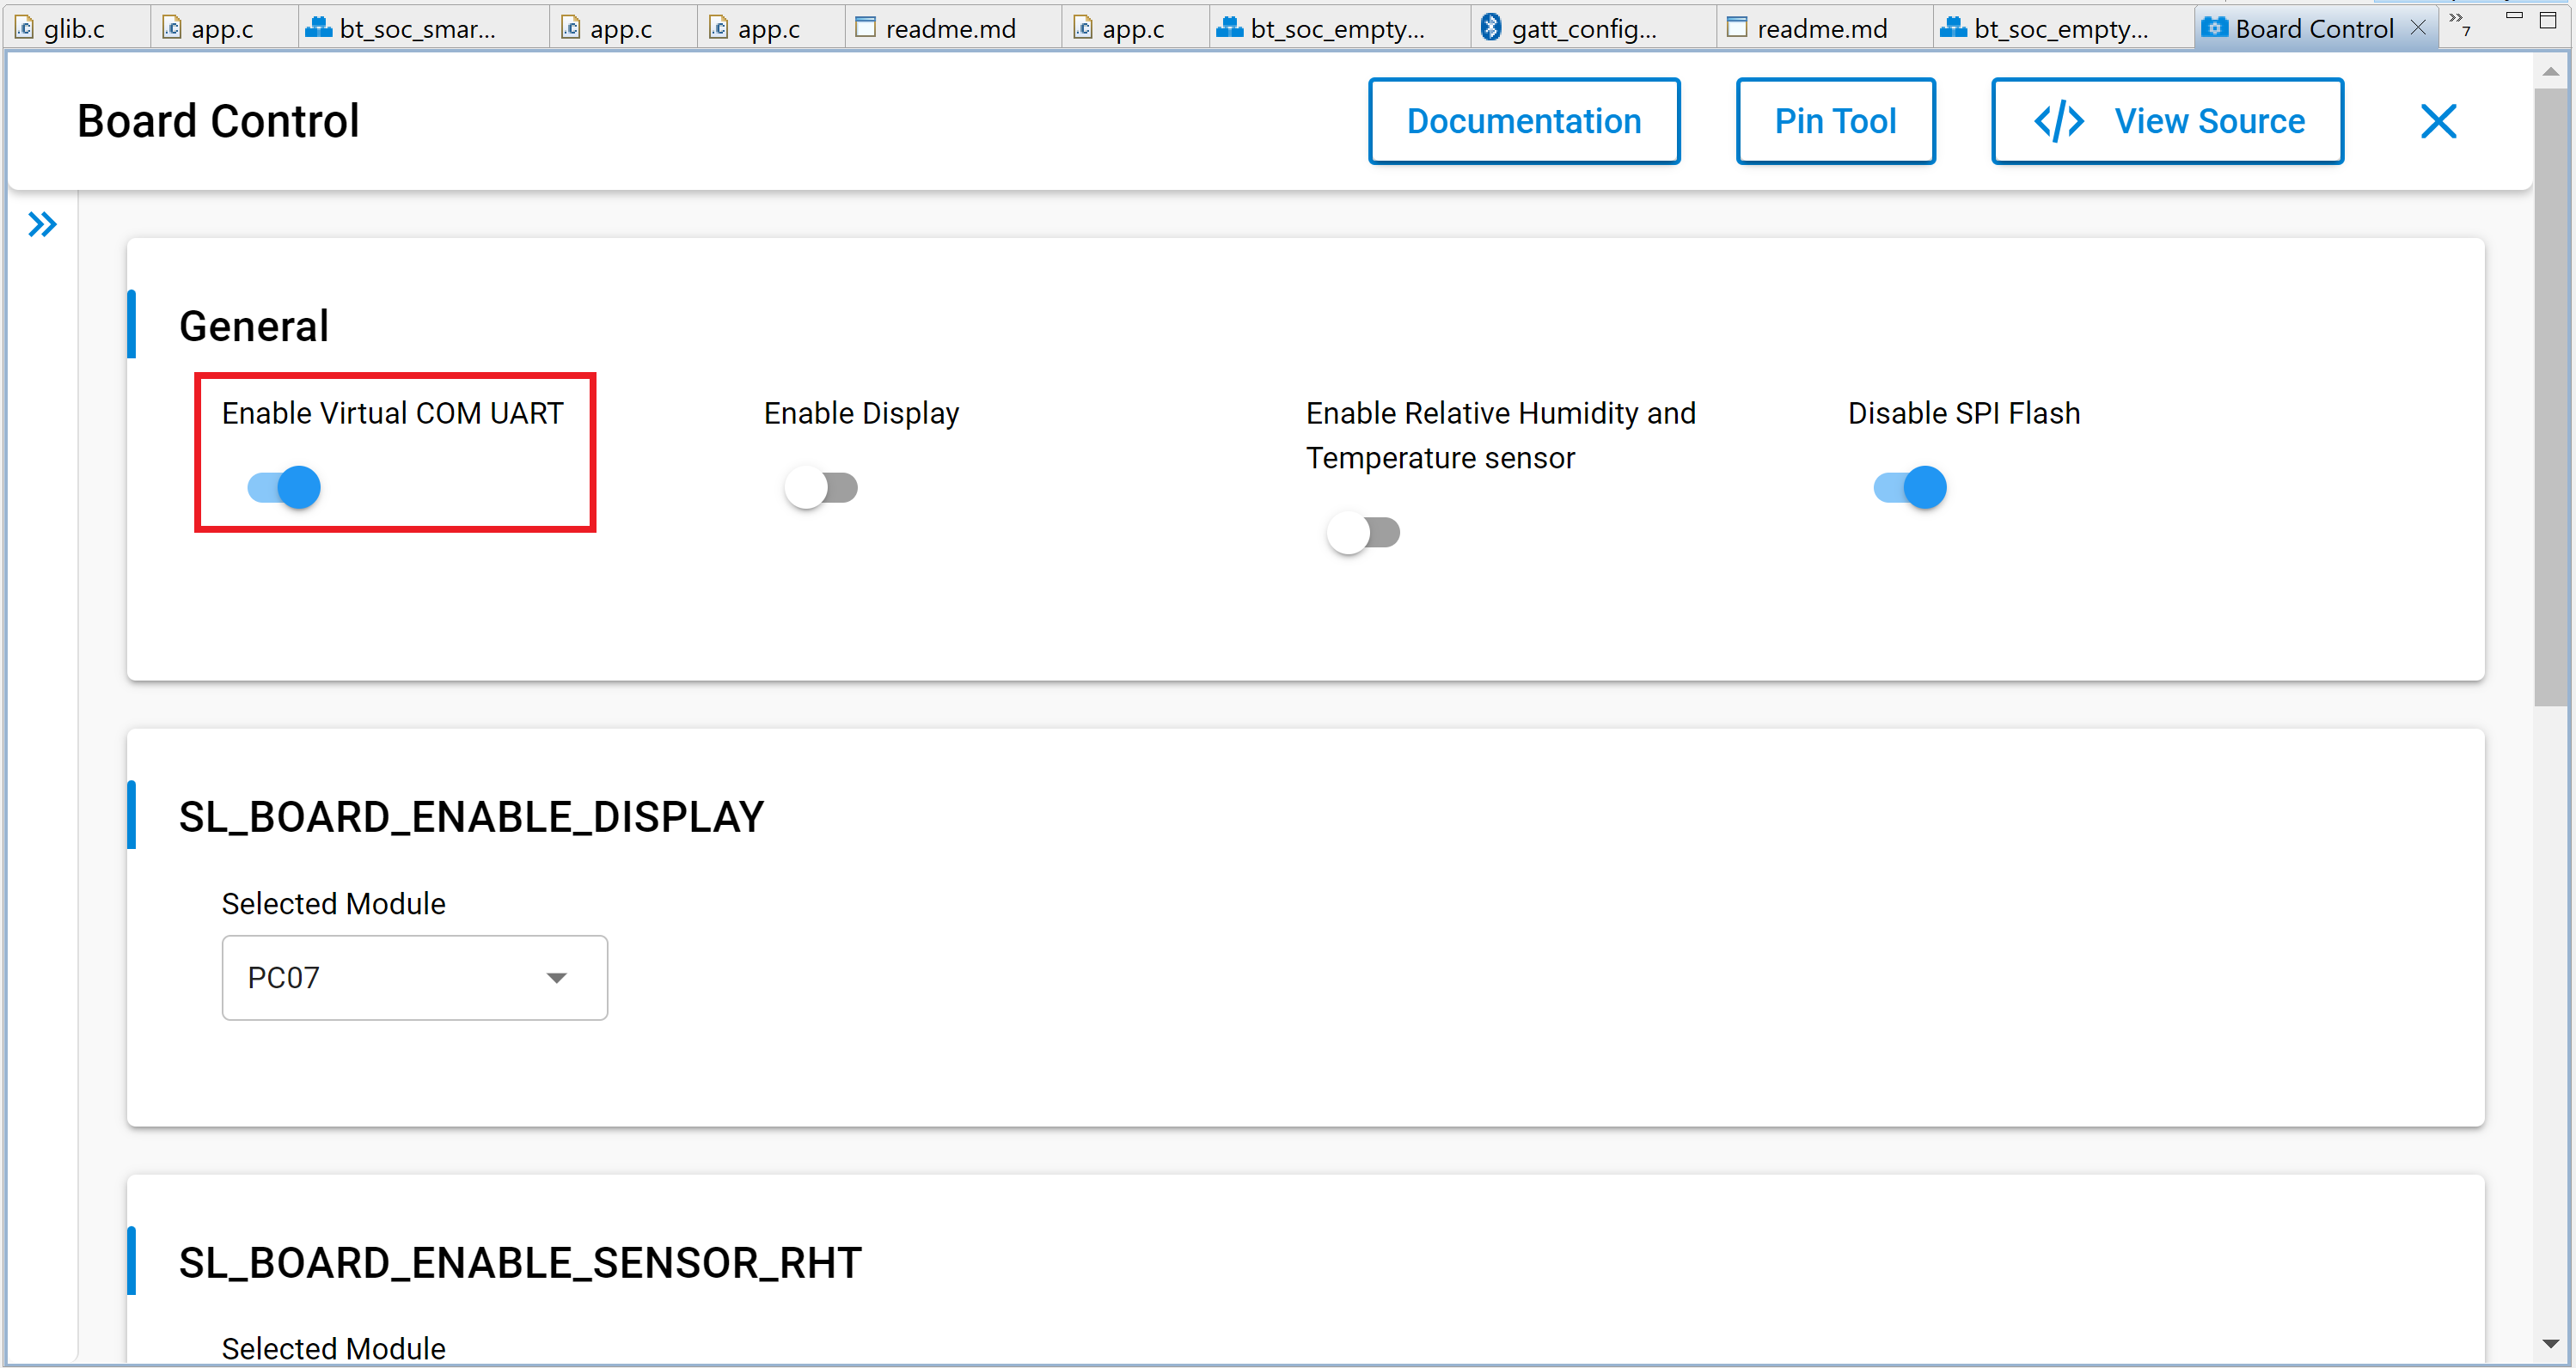 glib.c app.c bt_soc_smar... app.c app.c readme.md app.c bt_soc_empty... gatt_config... readme.md bt_soc_empty... Board Control » 7
Board Control Documentation Pin Tool </> View Source
General
Enable Virtual COM UART Enable Display Enable Relative Humidity and Disable SPI Flash
Temperature sensor
SL_BOARD_ENABLE_DISPLAY
Selected Module
PC07
SL_BOARD_ENABLE_SENSOR_RHT
Selected Module